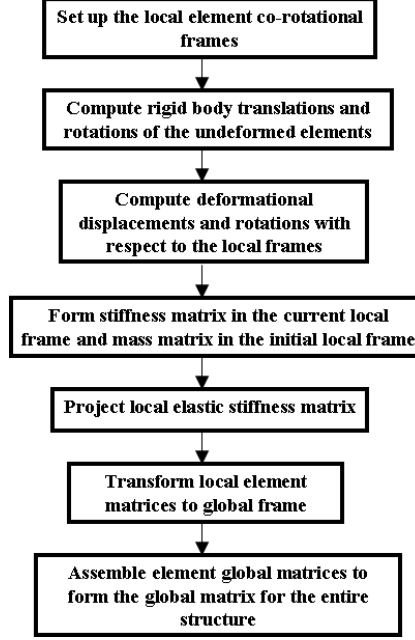 Set up the local element co-rotational
frames
Compute rigid body translations and
rotations of the undeformed elements
Compute deformational
displacements and rotations with
respect to the local frames
Form stiffness matrix in the current local
frame and mass matrix in the initial local frame
Project local elastic stiffness matrix
Transform local element
matrices to global frame
Assemble element global matrices to
form the global matrix for the entire
structure